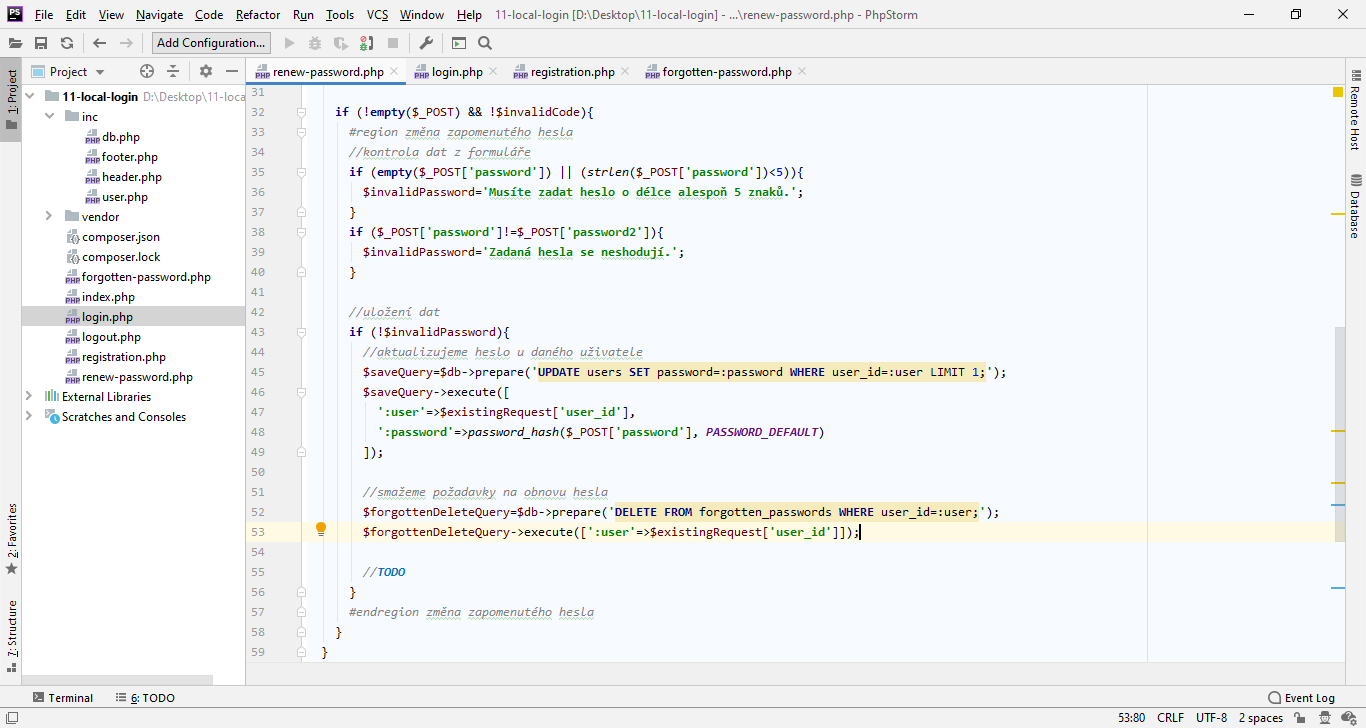 PS File Edit View Navigate Code Refactor Run Tools VCS Window Help 11-local-login [D:\Desktop\11-local-login] - ...\renew-password.php - PhpStorm
Add Configuration...
Project
renew-password.php login.php registration.php forgotten-password.php
1: Project
11-local-login D:\Desktop\11-loca
inc
db.php
footer.php
header.php
user.php
vendor
composer.json
composer.lock
forgotten-password.php
index.php
login.php
logout.php
registration.php
renew-password.php
External Libraries
Scratches and Consoles
2: Favorites
7: Structure
31
32 if (!empty($_POST) && !$invalidCode){
33 #region změna zapomenutého hesla
34 //kontrola dat z formuláře
35 if (empty($_POST['password']) || (strlen($_POST['password'])<5)){
36 $invalidPassword='Musíte zadat heslo o délce alespoň 5 znaků.';
37 }
38 if ($_POST['password']!=$_POST['password2']){
39 $invalidPassword='Zadaná hesla se neshodují.';
40 }
41
42 //uložení dat
43 if (!$invalidPassword){
44 //aktualizujeme heslo u daného uživatele
45 $saveQuery=$db->prepare('UPDATE users SET password=:password WHERE user_id=:user LIMIT 1;');
46 $saveQuery->execute([
47 ':user'=>$existingRequest['user_id'],
48 ':password'=>password_hash($_POST['password'], PASSWORD_DEFAULT)
49 ]);
50
51 //smažeme požadavky na obnovu hesla
52 $forgottenDeleteQuery=$db->prepare('DELETE FROM forgotten_passwords WHERE user_id=:user;');
53 $forgottenDeleteQuery->execute([':user'=>$existingRequest['user_id']]);
54
55 //TODO
56 }
57 #endregion změna zapomenutého hesla
58 }
59 }
Remote Host
Database
Terminal 6: TODO Event Log
53:80 CRLF UTF-8 2 spaces